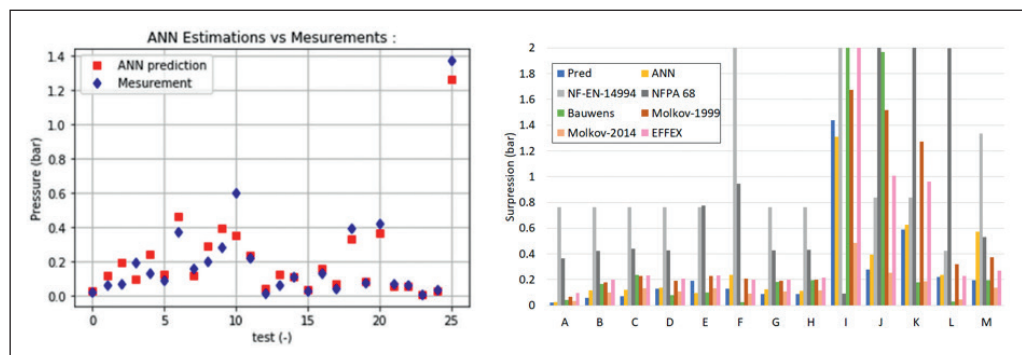 ANN Estimations vs Mesurements :
ANN prediction
Mesurement
Pressure (bar)
1.4
1.2
1.0
0.8
0.6
0.4
0.2
0.0
0 5 10 15 20 25
test (-)
Surpression (bar)
2
1.8
1.6
1.4
1.2
1
0.8
0.6
0.4
0.2
0
Pred ANN
NF-EN-14994 NFPA 68
Bauwens Molkov-1999
Molkov-2014 EFFEX
A B C D E F G H I J K L M